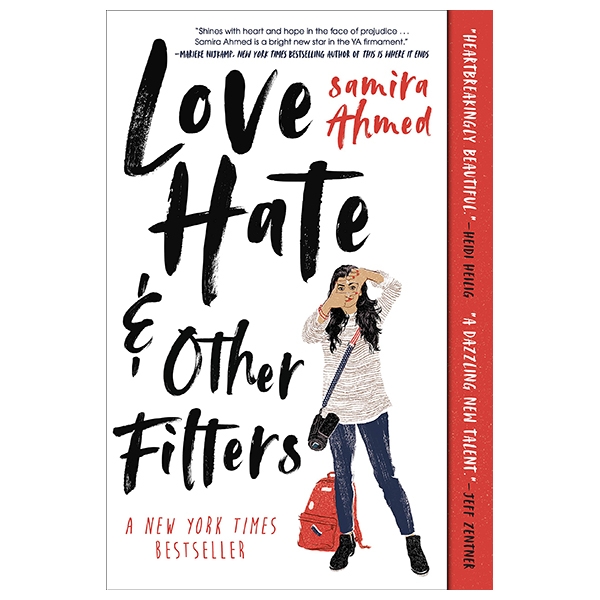 "Shines with heart and hope in the face of prejudice . . .
Samira Ahmed is a bright new star in the YA firmament."
—MARIEKE NIJKAMP, NEW YORK TIMES BESTSELLING AUTHOR OF THIS IS WHERE IT ENDS
Love
samira
Ahmed
Hate
&
Other
Filters
A NEW YORK TIMES
BESTSELLER
"HEARTBREAKINGLY BEAUTIFUL."—HEIDI HEILIG
"A DAZZLING NEW TALENT."—JEFF ZENTNER